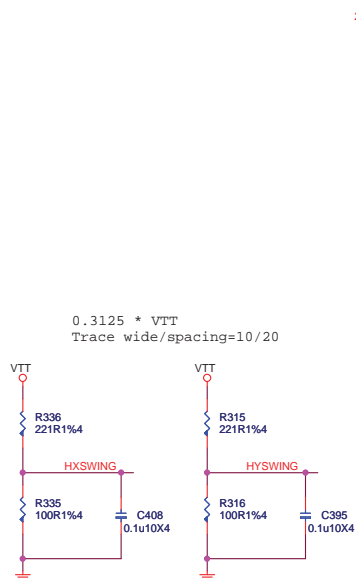 0.3125 * VTT
Trace wide/spacing=10/20
VTT
VTT
R336
221R1%4
R315
221R1%4
HXSWING
HYSWING
R335
100R1%4
C408
0.1u10X4
R316
100R1%4
C395
0.1u10X4